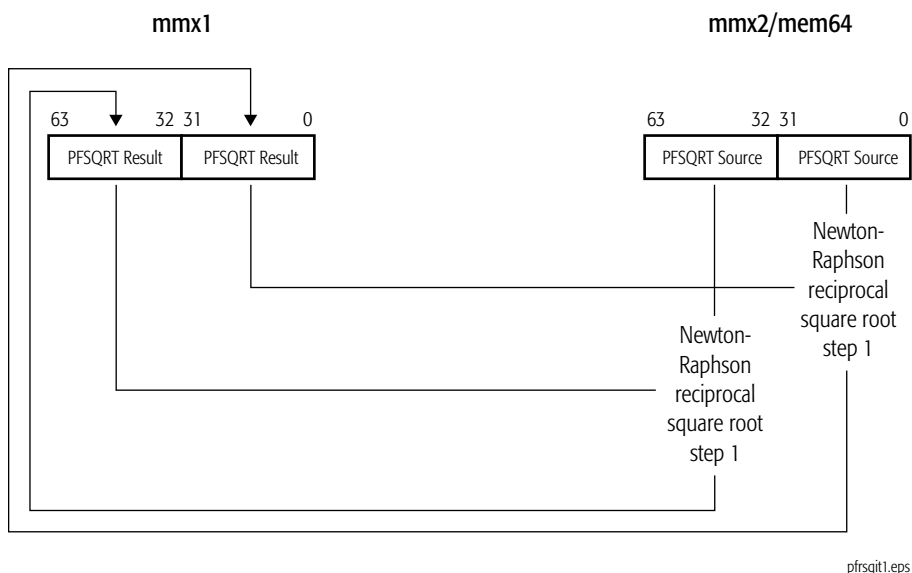 mmx1
mmx2/mem64
63 32 31 0
63 32 31 0
PFSQRT Result PFSQRT Result
PFSQRT Source PFSQRT Source
Newton-
Raphson
reciprocal
square root
step 1
Newton-
Raphson
reciprocal
square root
step 1
pfrsqit1.eps